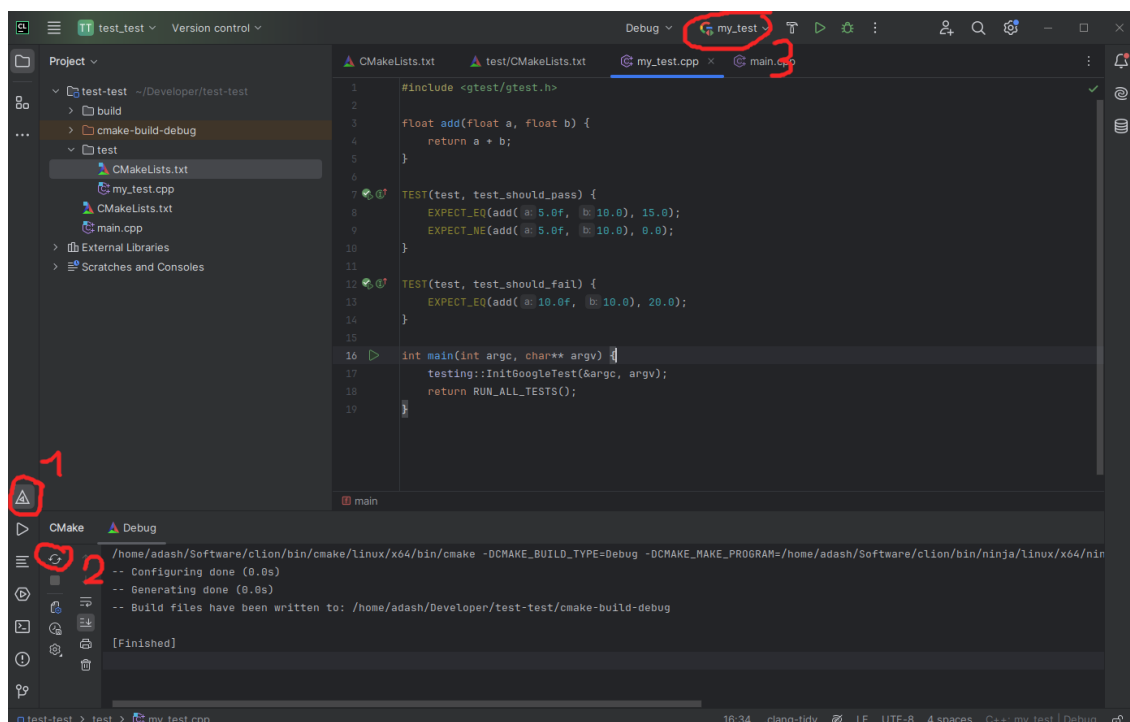 CL TT test_test Version control Debug my_test
Project CMakeLists.txt test/CMakeLists.txt my_test.cpp main.cpp
3
test-test ~/Developer/test-test
build
cmake-build-debug
test
CMakeLists.txt
my_test.cpp
CMakeLists.txt
main.cpp
External Libraries
Scratches and Consoles
1 #include <gtest/gtest.h>
2
3 float add(float a, float b) {
4 return a + b;
5 }
6
7 TEST(test, test_should_pass) {
8 EXPECT_EQ(add( a: 5.0f, b: 10.0), 15.0);
9 EXPECT_NE(add( a: 5.0f, b: 10.0), 0.0);
10 }
11
12 TEST(test, test_should_fail) {
13 EXPECT_EQ(add( a: 10.0f, b: 10.0), 20.0);
14 }
15
16 int main(int argc, char** argv) {
17 testing::InitGoogleTest(&argc, argv);
18 return RUN_ALL_TESTS();
19 }
1
main
CMake Debug
2
/home/adash/Software/clion/bin/cmake/linux/x64/bin/cmake -DCMAKE_BUILD_TYPE=Debug -DCMAKE_MAKE_PROGRAM=/home/adash/Software/clion/bin/ninja/linux/x64/nin
-- Configuring done (0.0s)
-- Generating done (0.0s)
-- Build files have been written to: /home/adash/Developer/test-test/cmake-build-debug
[Finished]
test-test > test > my_test.cpp 16:34 clang-tidy LF UTF-8 4 spaces C++: my_test | Debug